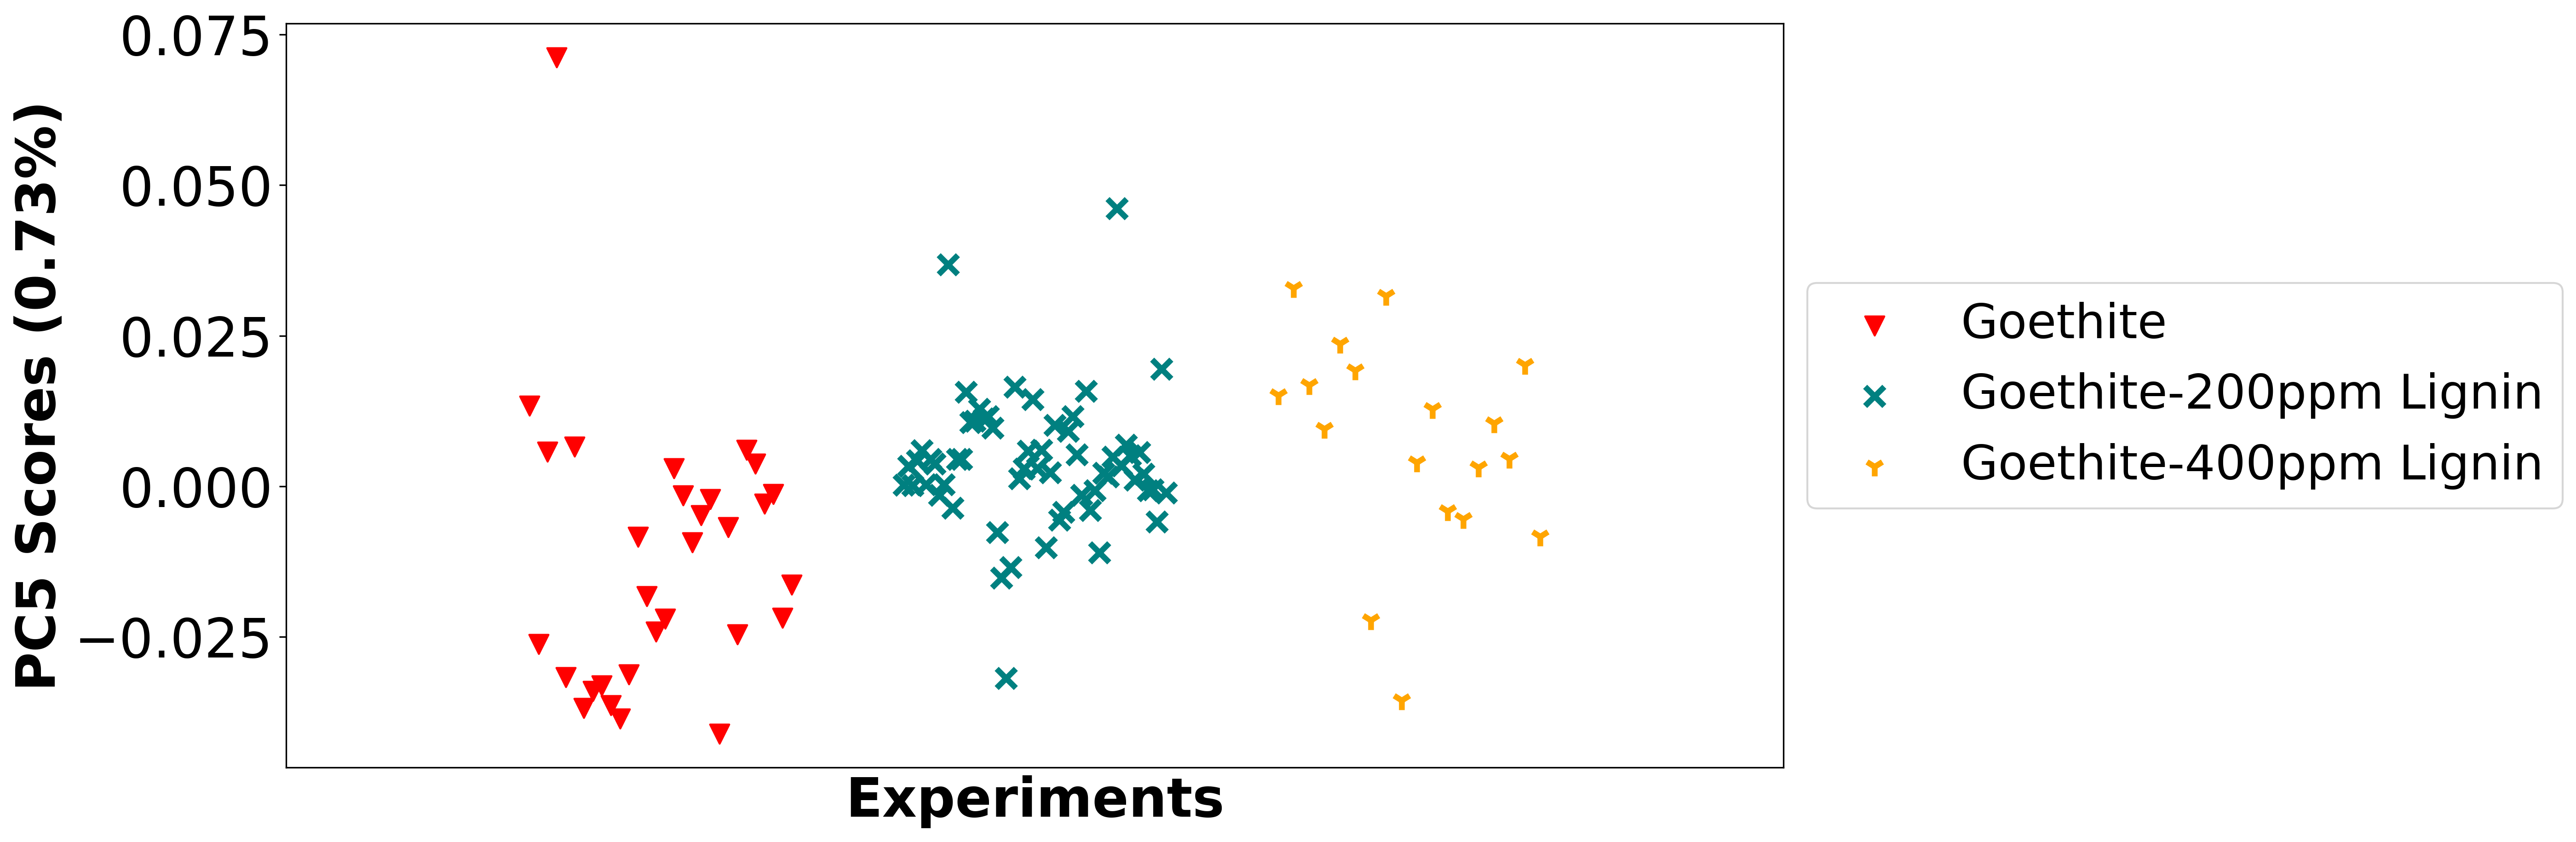 PC5 Scores (0.73%)
0.075
0.050
0.025
0.000
−0.025
Experiments
Goethite
Goethite-200ppm Lignin
Goethite-400ppm Lignin